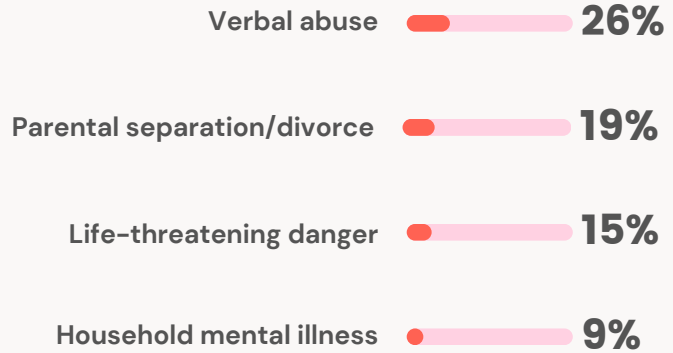 Verbal abuse 26%
Parental separation/divorce 19%
Life-threatening danger 15%
Household mental illness 9%